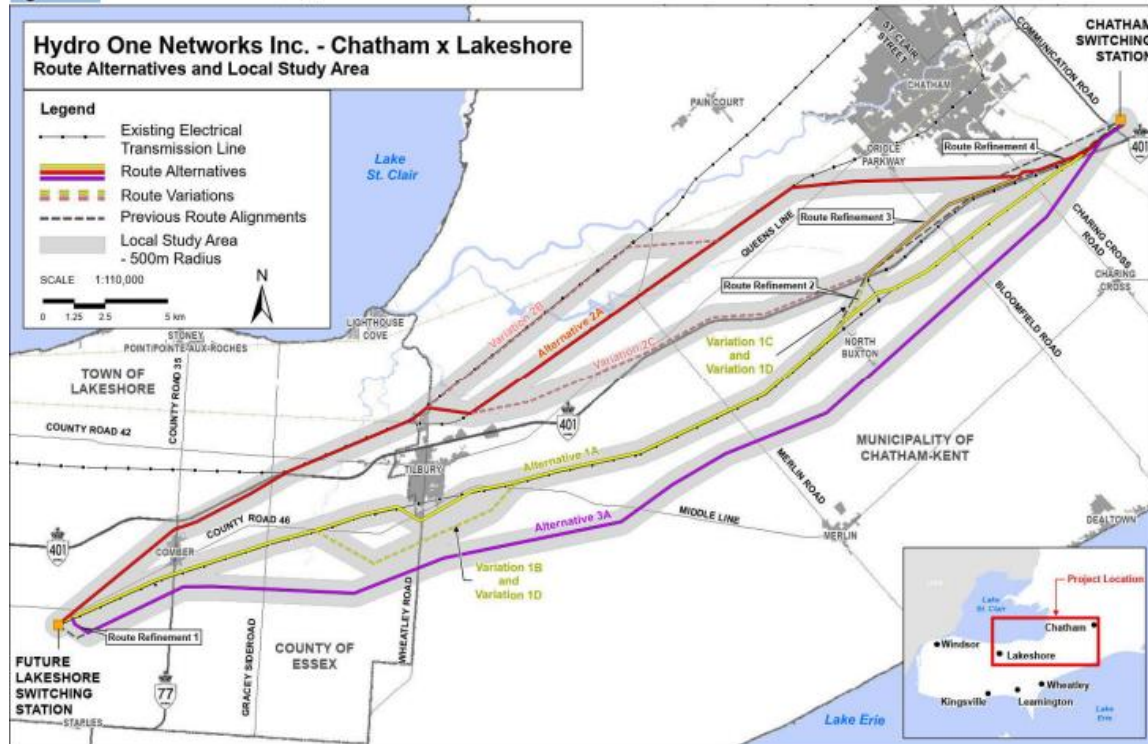 Hydro One Networks Inc. - Chatham x Lakeshore
Route Alternatives and Local Study Area
Legend
Existing Electrical
Transmission Line
Route Alternatives
Route Variations
Previous Route Alignments
Local Study Area
- 500m Radius
SCALE 1:110,000
0 1.25 2.5 5 km
N
Lake
St. Clair
ST. CLAIR
STREET
COMMUNICATION ROAD
CHATHAM
SWITCHING
STATION
CHATHAM
PAIN COURT
ORIOLE
PARKWAY
Route Refinement 4
401
QUEENS LINE
Route Refinement 3
CHARING CROSS
ROAD
CHARING
CROSS
Route Refinement 2
BLOOMFIELD ROAD
LIGHTHOUSE
COVE
STONEY
POINT/POINTE-AUX-ROCHES
Variation 2B
Alternative 2A
Variation 2C
Variation 1C
and
Variation 1D
NORTH
BUXTON
TOWN OF
LAKESHORE
COUNTY ROAD 35
COUNTY ROAD 42
401
TILBURY
Alternative 1A
MERLIN ROAD
MUNICIPALITY OF
CHATHAM-KENT
COUNTY ROAD 46
Alternative 3A
MIDDLE LINE
MERLIN
DEALTOWN
401
COMBER
Variation 1B
and
Variation 1D
WHEATLEY ROAD
Route Refinement 1
COUNTY OF
ESSEX
GRACEY SIDEROAD
FUTURE
LAKESHORE
SWITCHING
STATION
77
STAPLES
Lake Erie
Project Location
Lake
St. Clair
Chatham
Windsor
Lakeshore
Wheatley
Kingsville
Leamington
Lake
Erie